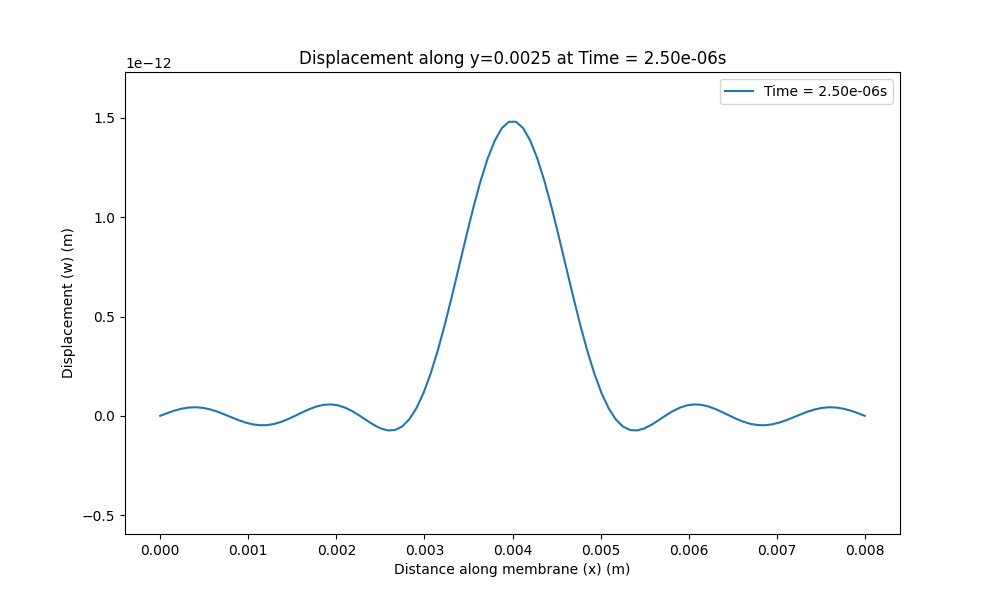 Displacement along y=0.0025 at Time = 2.50e-06s
1e−12
Time = 2.50e-06s
1.5
1.0
0.5
0.0
−0.5
Displacement (w) (m)
0.000 0.001 0.002 0.003 0.004 0.005 0.006 0.007 0.008
Distance along membrane (x) (m)